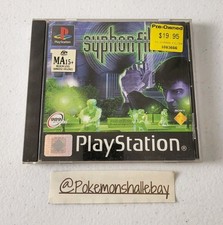 syphon filter
Pre-Owned
$19.95
MA15+
PlayStation
@Pokemonshallebay